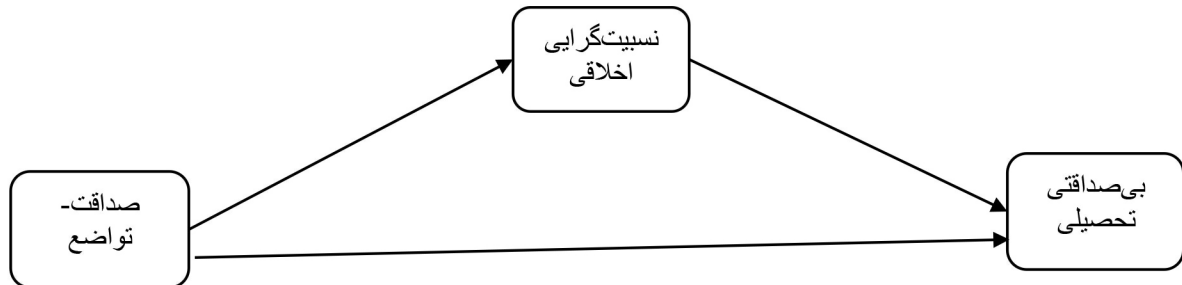 نسبیت‌گرایی
اخلاقی
صداقت-
تواضع
بی‌صداقتی
تحصیلی